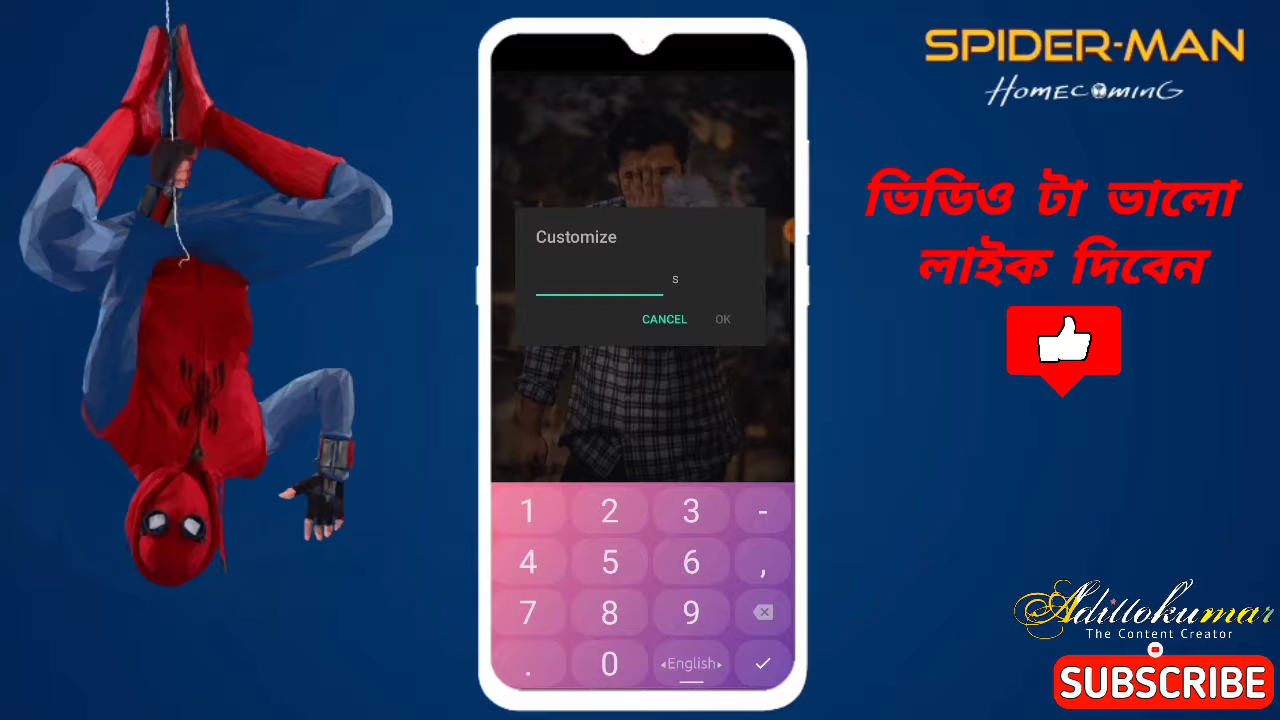 SPIDER-MAN
HOMECOMING
ভিডিও টা ভালো
লাইক দিবেন
Customize
s
CANCEL OK
1 2 3 -
4 5 6 ,
7 8 9
. 0 English
Adittokumar
The Content Creator
SUBSCRIBE